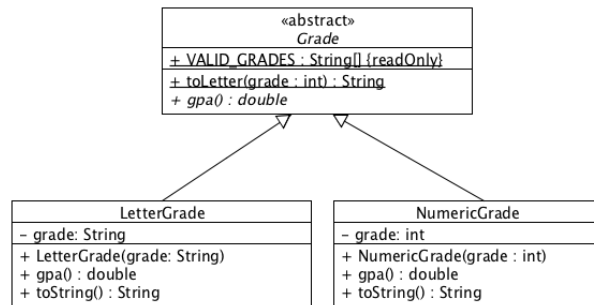 «abstract»
Grade
+ VALID_GRADES : String[] {readOnly}
+ toLetter(grade : int) : String
+ gpa() : double
LetterGrade
- grade: String
+ LetterGrade(grade: String)
+ gpa() : double
+ toString() : String
NumericGrade
- grade: int
+ NumericGrade(grade : int)
+ gpa() : double
+ toString() : String